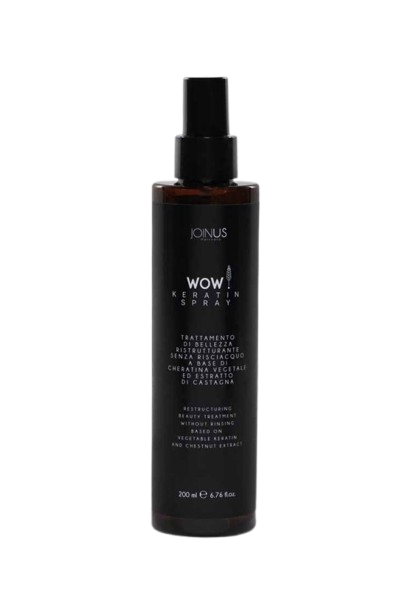 JOINUS
WOW!
KERATIN
SPRAY
TRATTAMENTO
DI BELLEZZA
RISTRUTTURANTE
SENZA RISCIACQUO
A BASE DI
CHERATINA VEGETALE
ED ESTRATTO
DI CASTAGNA
RESTRUCTURING
BEAUTY TREATMENT
WITHOUT RINSING
BASED ON
VEGETABLE KERATIN
AND CHESTNUT EXTRACT
200 ml ℮ 6.76 fl.oz.